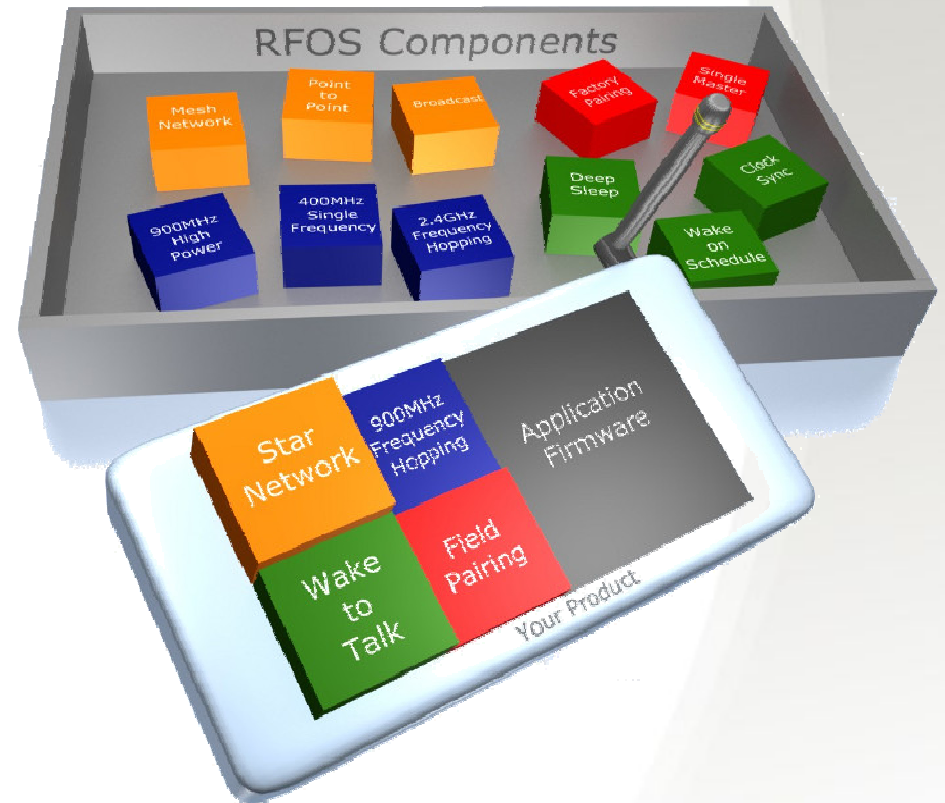 RFOS Components
Mesh
Network
Point
to
Point
Broadcast
Factory
Pairing
Single
Master
900MHz
High
Power
400MHz
Single
Frequency
2.4GHz
Frequency
Hopping
Deep
Sleep
Clock
Sync
Wake
on
Schedule
Star
Network
900MHz
Frequency
Hopping
Application
Firmware
Wake
to
Talk
Field
Pairing
Your Product